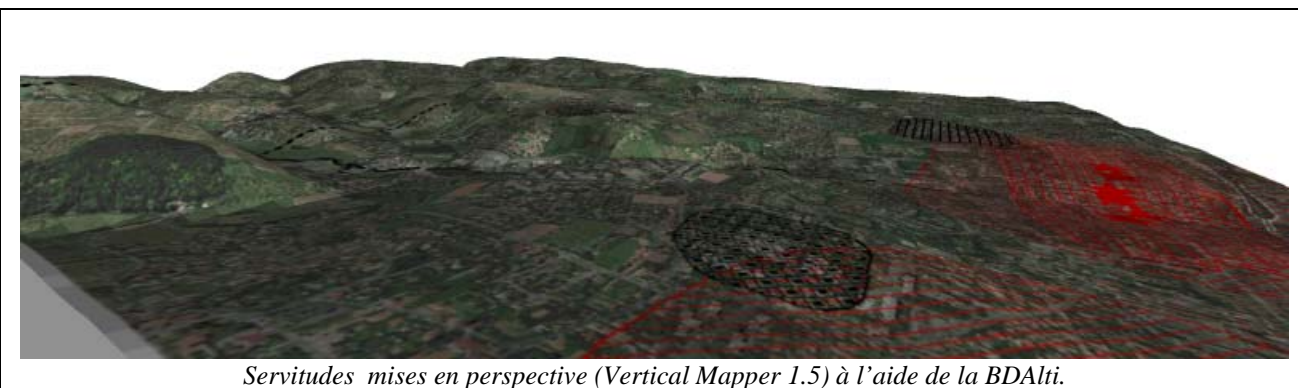 Servitudes mises en perspective (Vertical Mapper 1.5) à l'aide de la BDAlti.